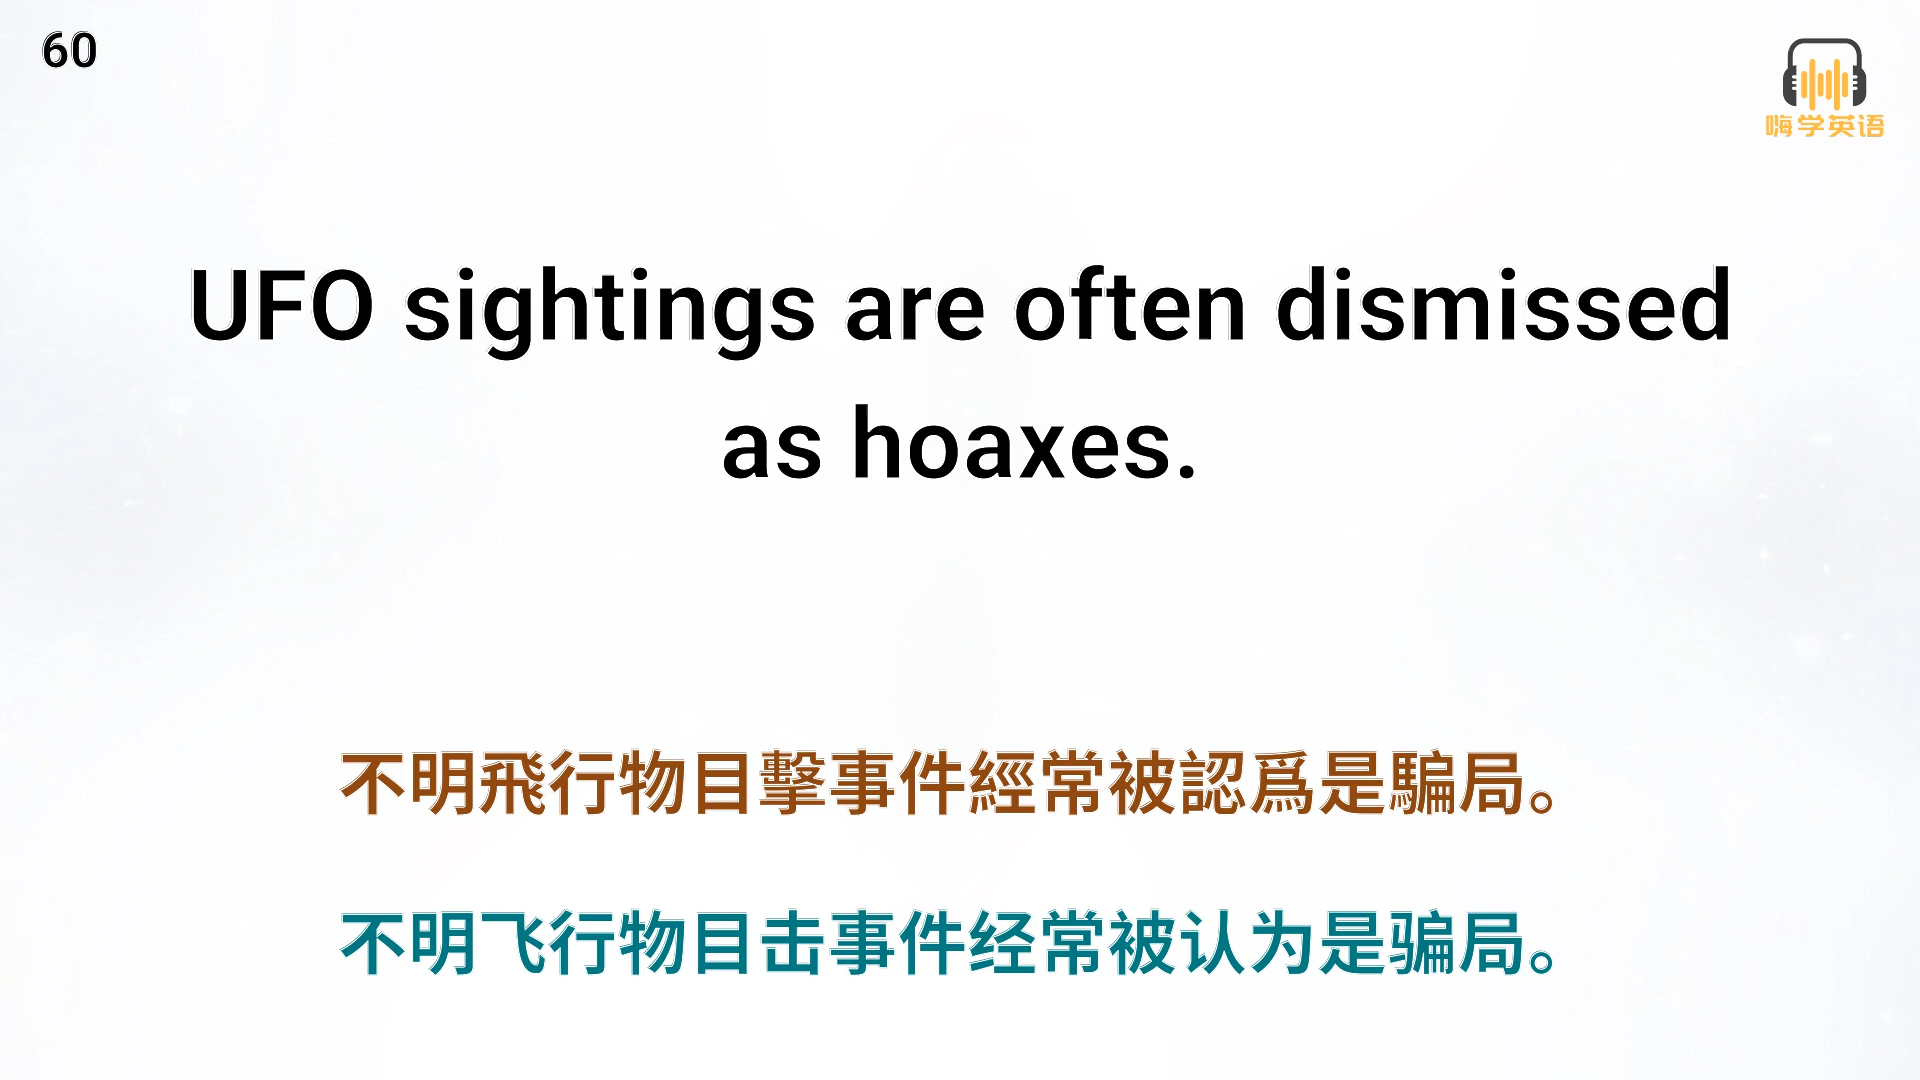 60
嗨学英语
UFO sightings are often dismissed
as hoaxes.
不明飛行物目擊事件經常被認爲是騙局。
不明飞行物目击事件经常被认为是骗局。